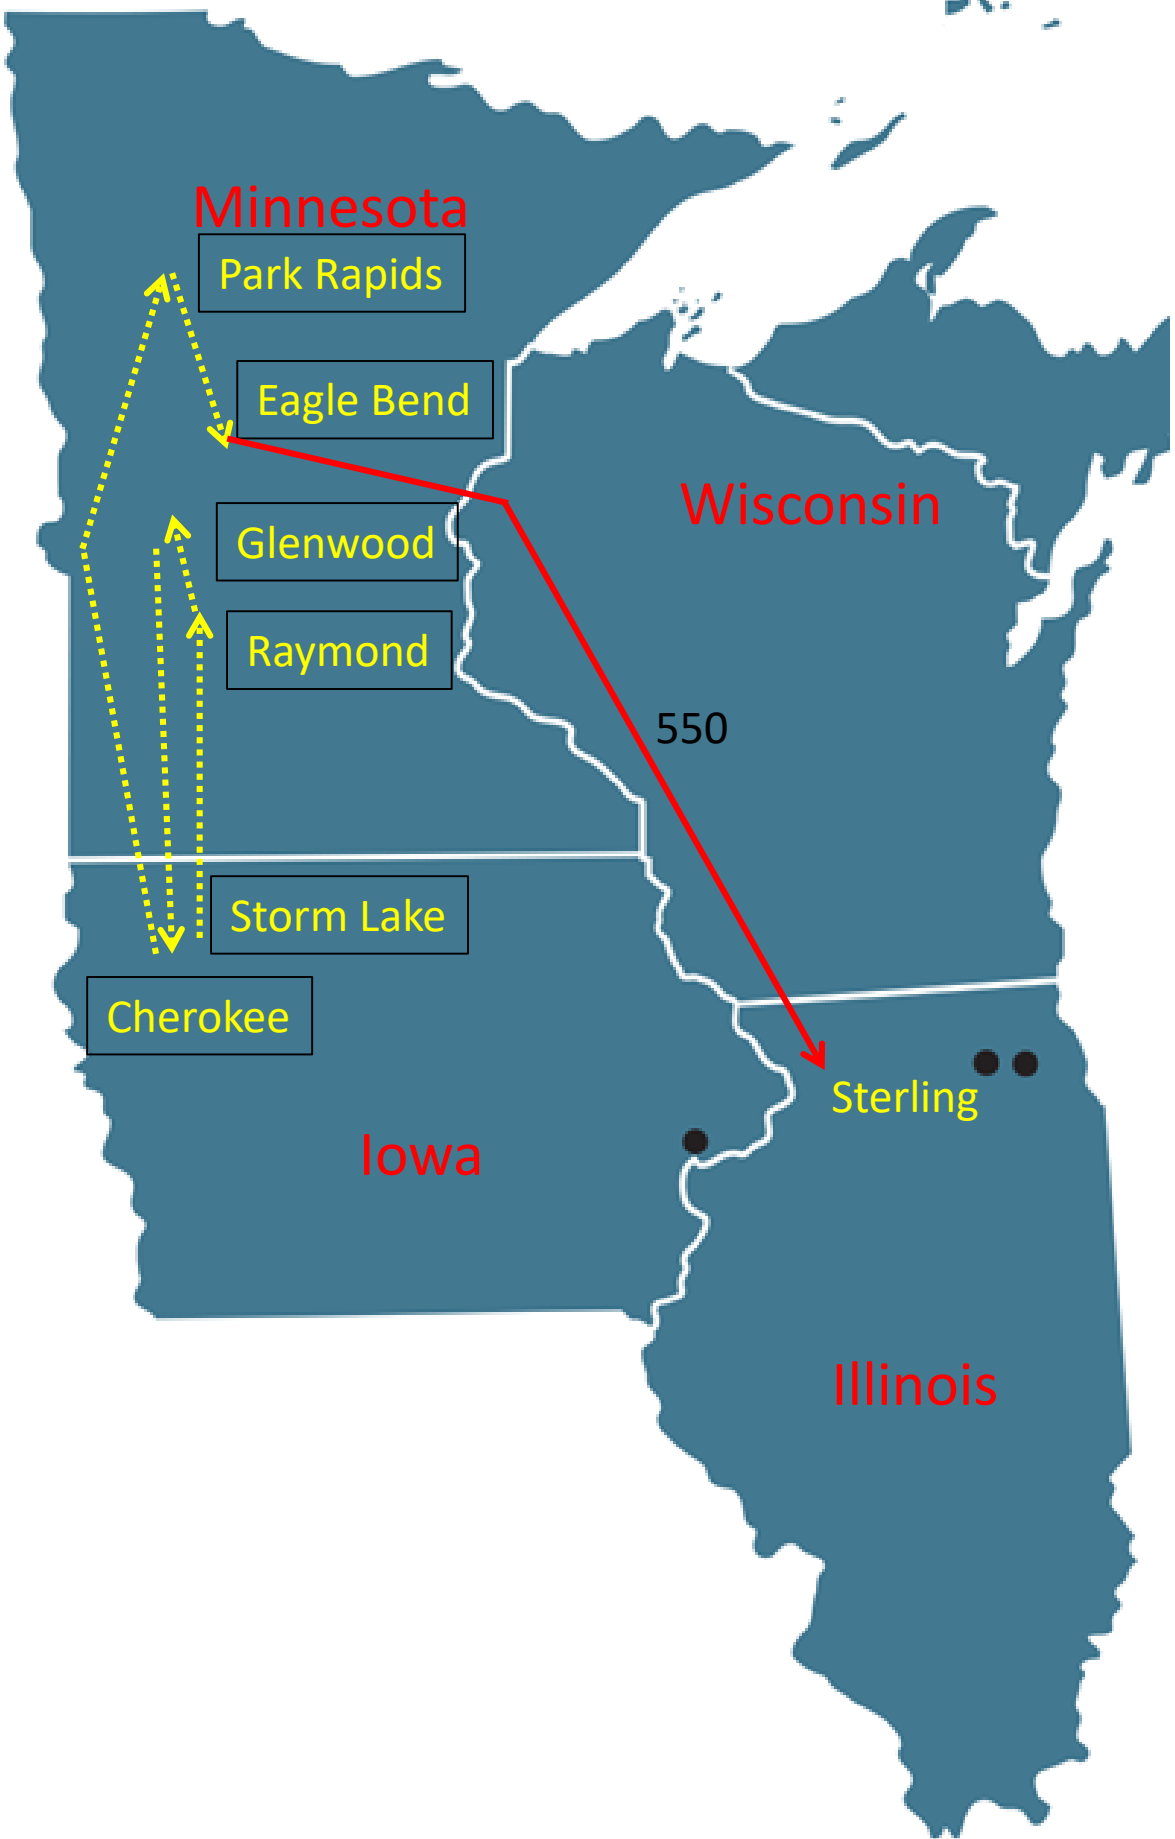 Minnesota
Park Rapids
Eagle Bend
Wisconsin
Glenwood
Raymond
550
Storm Lake
Cherokee
Sterling
Iowa
Illinois